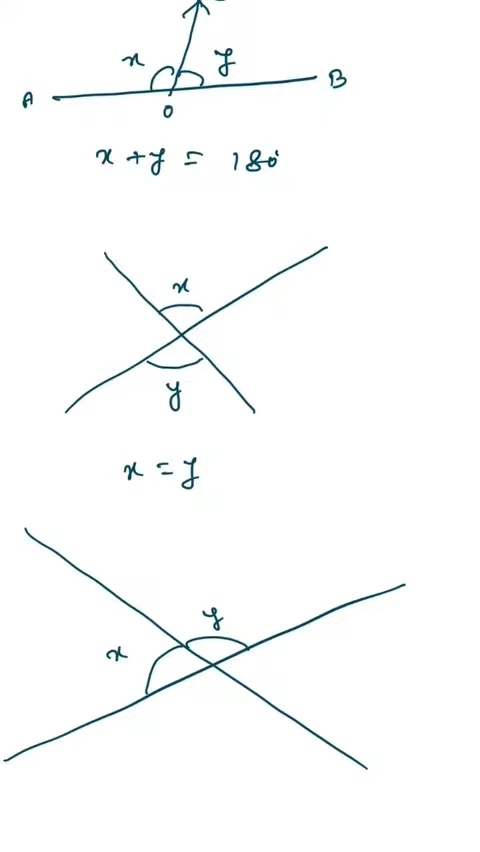 x y
A B
O
x + y = 180°
x
y
x = y
y
x